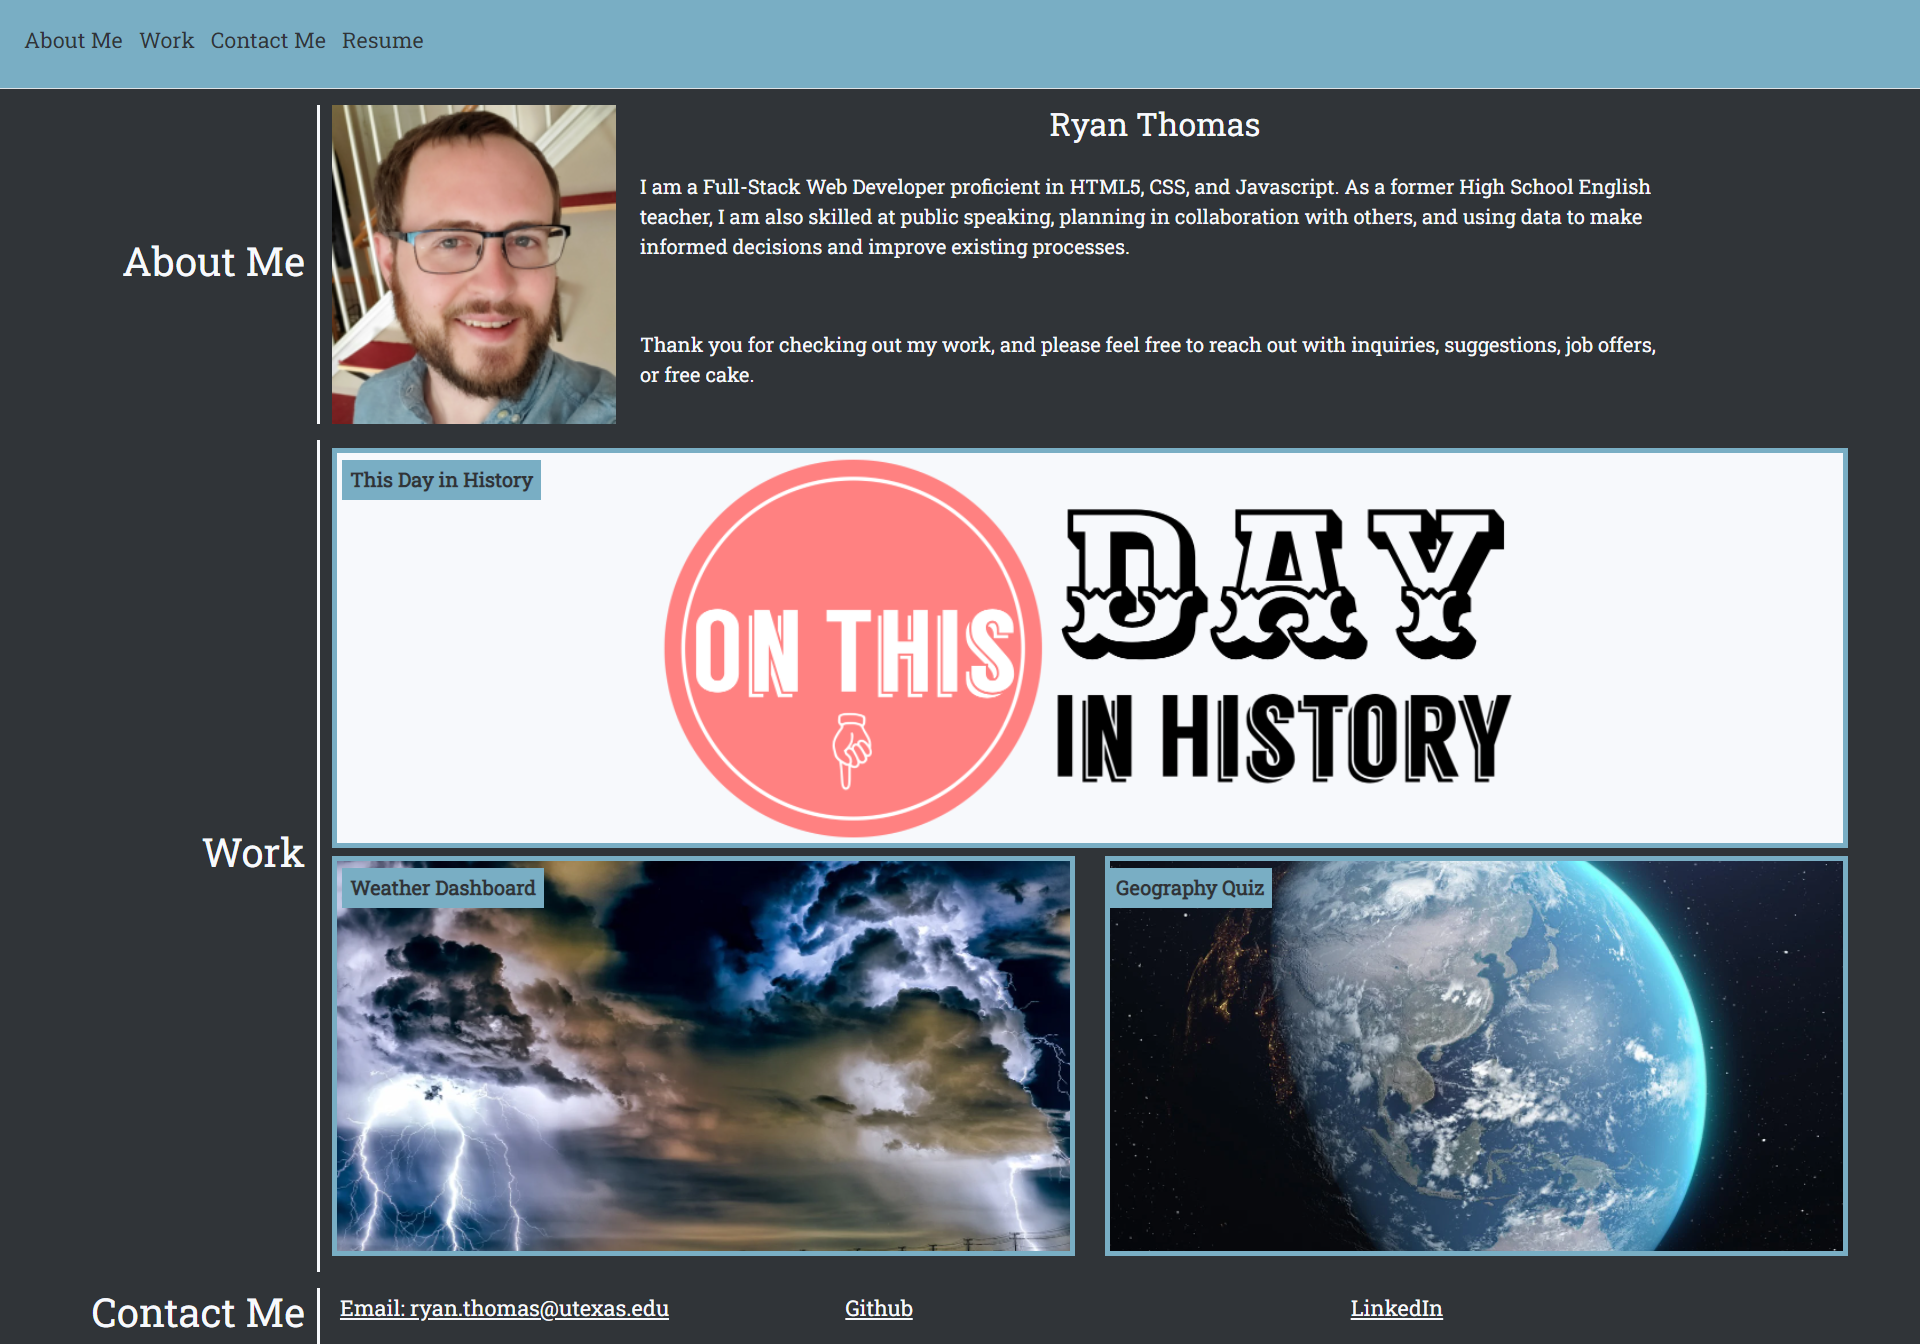 About Me Work Contact Me Resume
About Me
Ryan Thomas
I am a Full-Stack Web Developer proficient in HTML5, CSS, and Javascript. As a former High School English
teacher, I am also skilled at public speaking, planning in collaboration with others, and using data to make
informed decisions and improve existing processes.
Thank you for checking out my work, and please feel free to reach out with inquiries, suggestions, job offers,
or free cake.
Work
This Day in History
ON THIS
DAY
IN HISTORY
Weather Dashboard
Geography Quiz
Contact Me
Email: ryan.thomas@utexas.edu
Github
LinkedIn